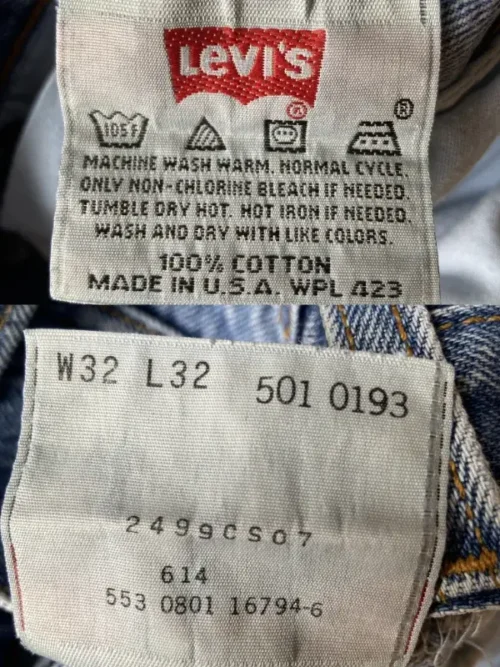 LEVI'S
®
®
105F
MACHINE WASH WARM. NORMAL CYCLE.
ONLY NON-CHLORINE BLEACH IF NEEDED.
TUMBLE DRY HOT. HOT IRON IF NEEDED.
WASH AND DRY WITH LIKE COLORS.
100% COTTON
MADE IN U.S.A. WPL 423
W32 L32 501 0193
2499CS07
614
553 0801 16794-6